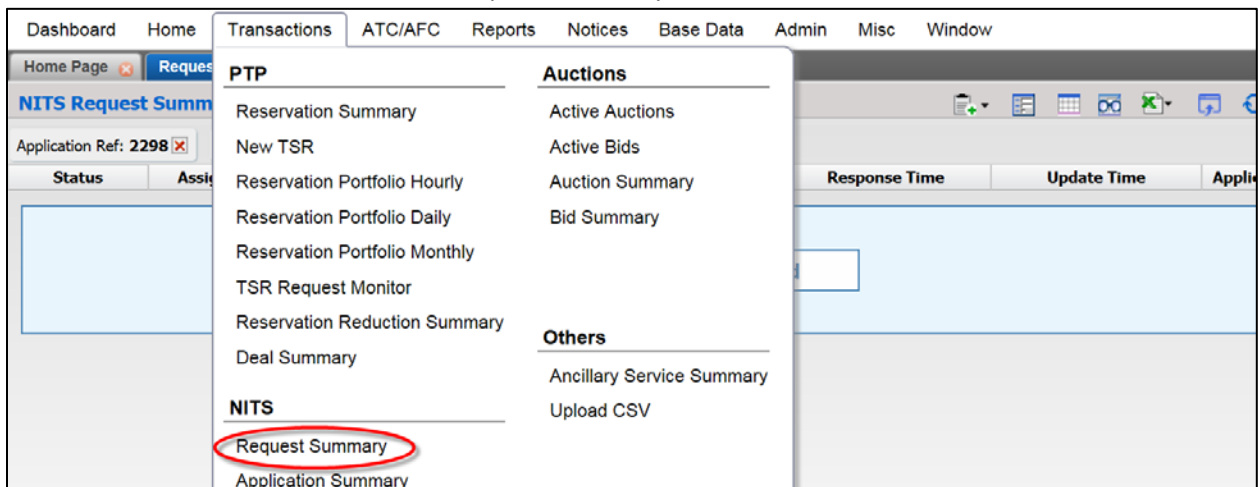 Dashboard Home Transactions ATC/AFC Reports Notices Base Data Admin Misc Window
Home Page Reques
NITS Request Summ
Application Ref: 2298
Status Assig Response Time Update Time Appli
PTP
Reservation Summary
New TSR
Reservation Portfolio Hourly
Reservation Portfolio Daily
Reservation Portfolio Monthly
TSR Request Monitor
Reservation Reduction Summary
Deal Summary
NITS
Request Summary
Application Summary
Auctions
Active Auctions
Active Bids
Auction Summary
Bid Summary
Others
Ancillary Service Summary
Upload CSV